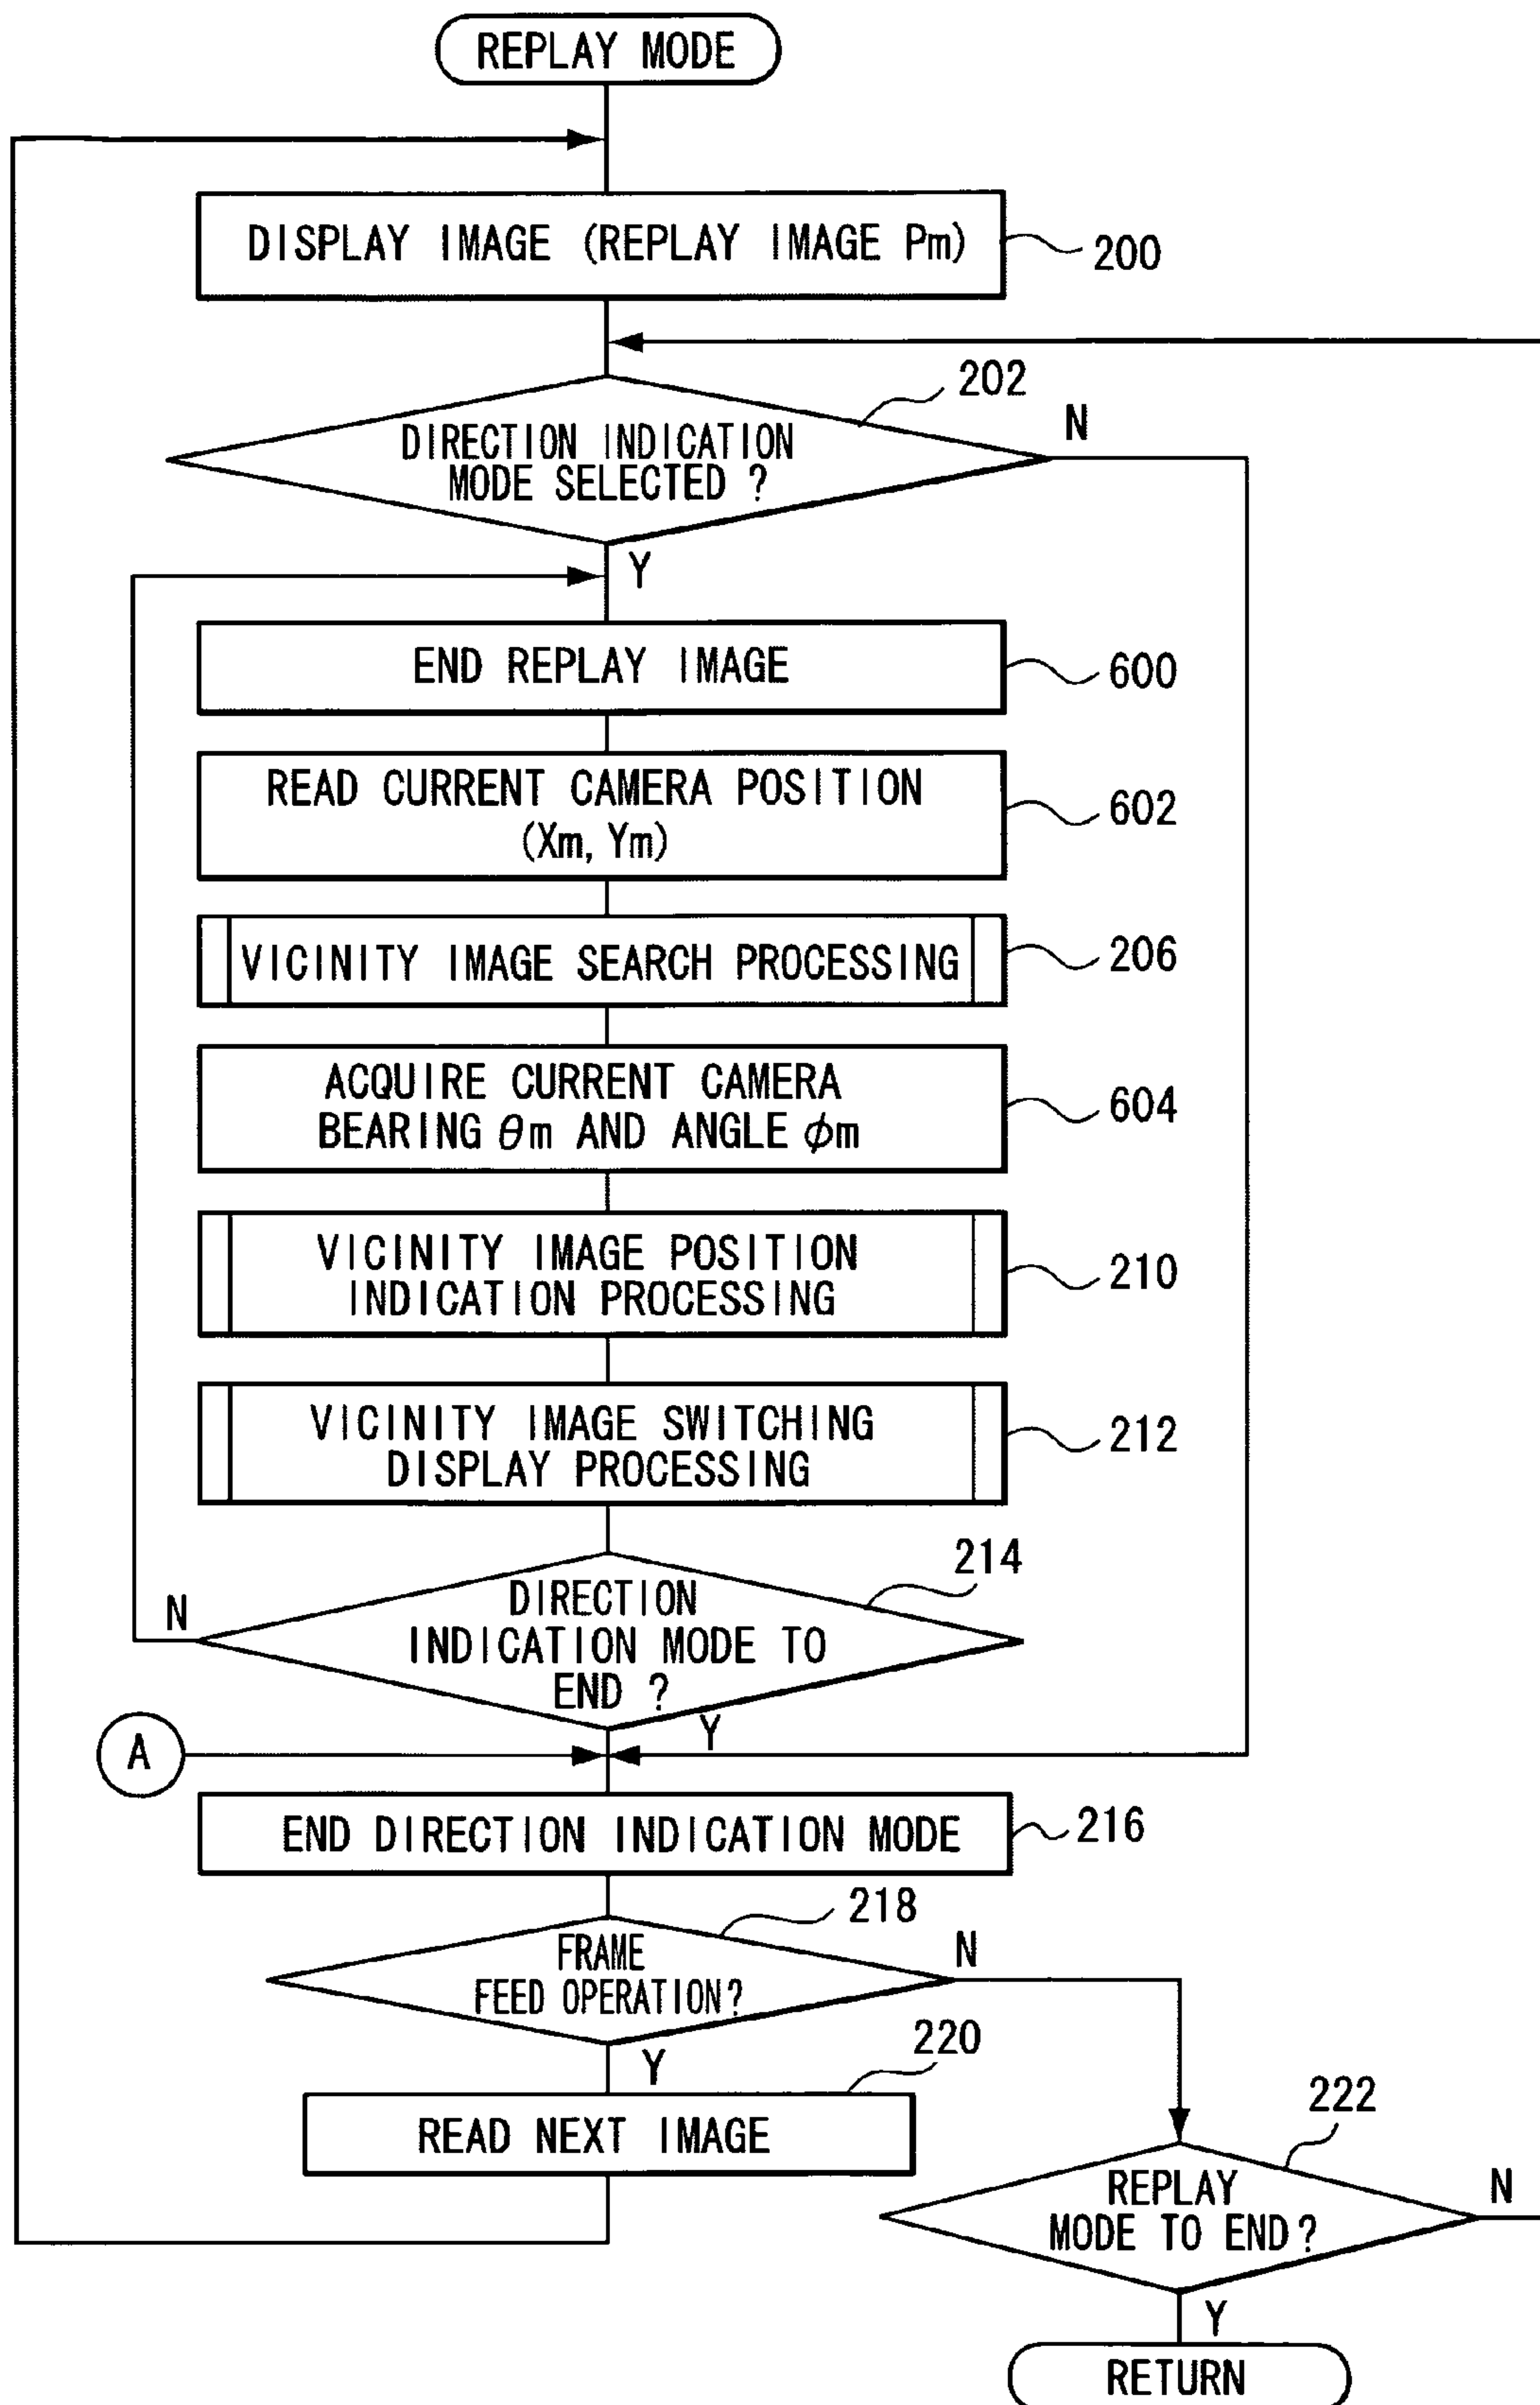 REPLAY MODE
DISPLAY IMAGE (REPLAY IMAGE Pm)
200
202
DIRECTION INDICATION
MODE SELECTED ?
N
Y
END REPLAY IMAGE
600
READ CURRENT CAMERA POSITION
(Xm, Ym)
602
VICINITY IMAGE SEARCH PROCESSING
206
ACQUIRE CURRENT CAMERA
BEARING θm AND ANGLE φm
604
VICINITY IMAGE POSITION
INDICATION PROCESSING
210
VICINITY IMAGE SWITCHING
DISPLAY PROCESSING
212
214
DIRECTION
INDICATION MODE TO
END ?
N
Y
A
END DIRECTION INDICATION MODE
216
218
FRAME
FEED OPERATION?
N
Y
220
READ NEXT IMAGE
222
REPLAY
MODE TO END?
N
Y
RETURN